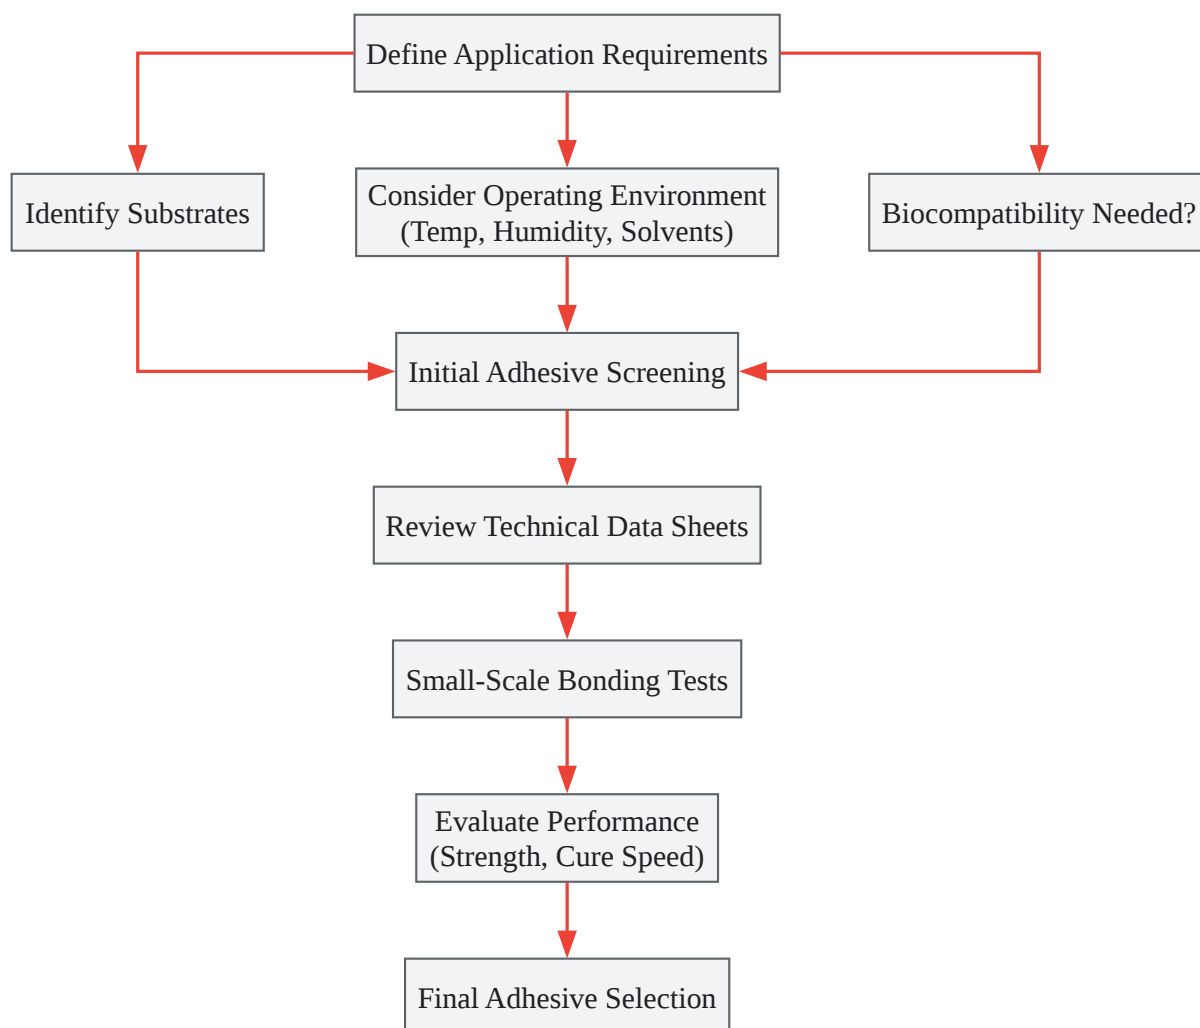 Define Application Requirements
Identify Substrates
Consider Operating Environment
(Temp, Humidity, Solvents)
Biocompatibility Needed?
Initial Adhesive Screening
Review Technical Data Sheets
Small-Scale Bonding Tests
Evaluate Performance
(Strength, Cure Speed)
Final Adhesive Selection